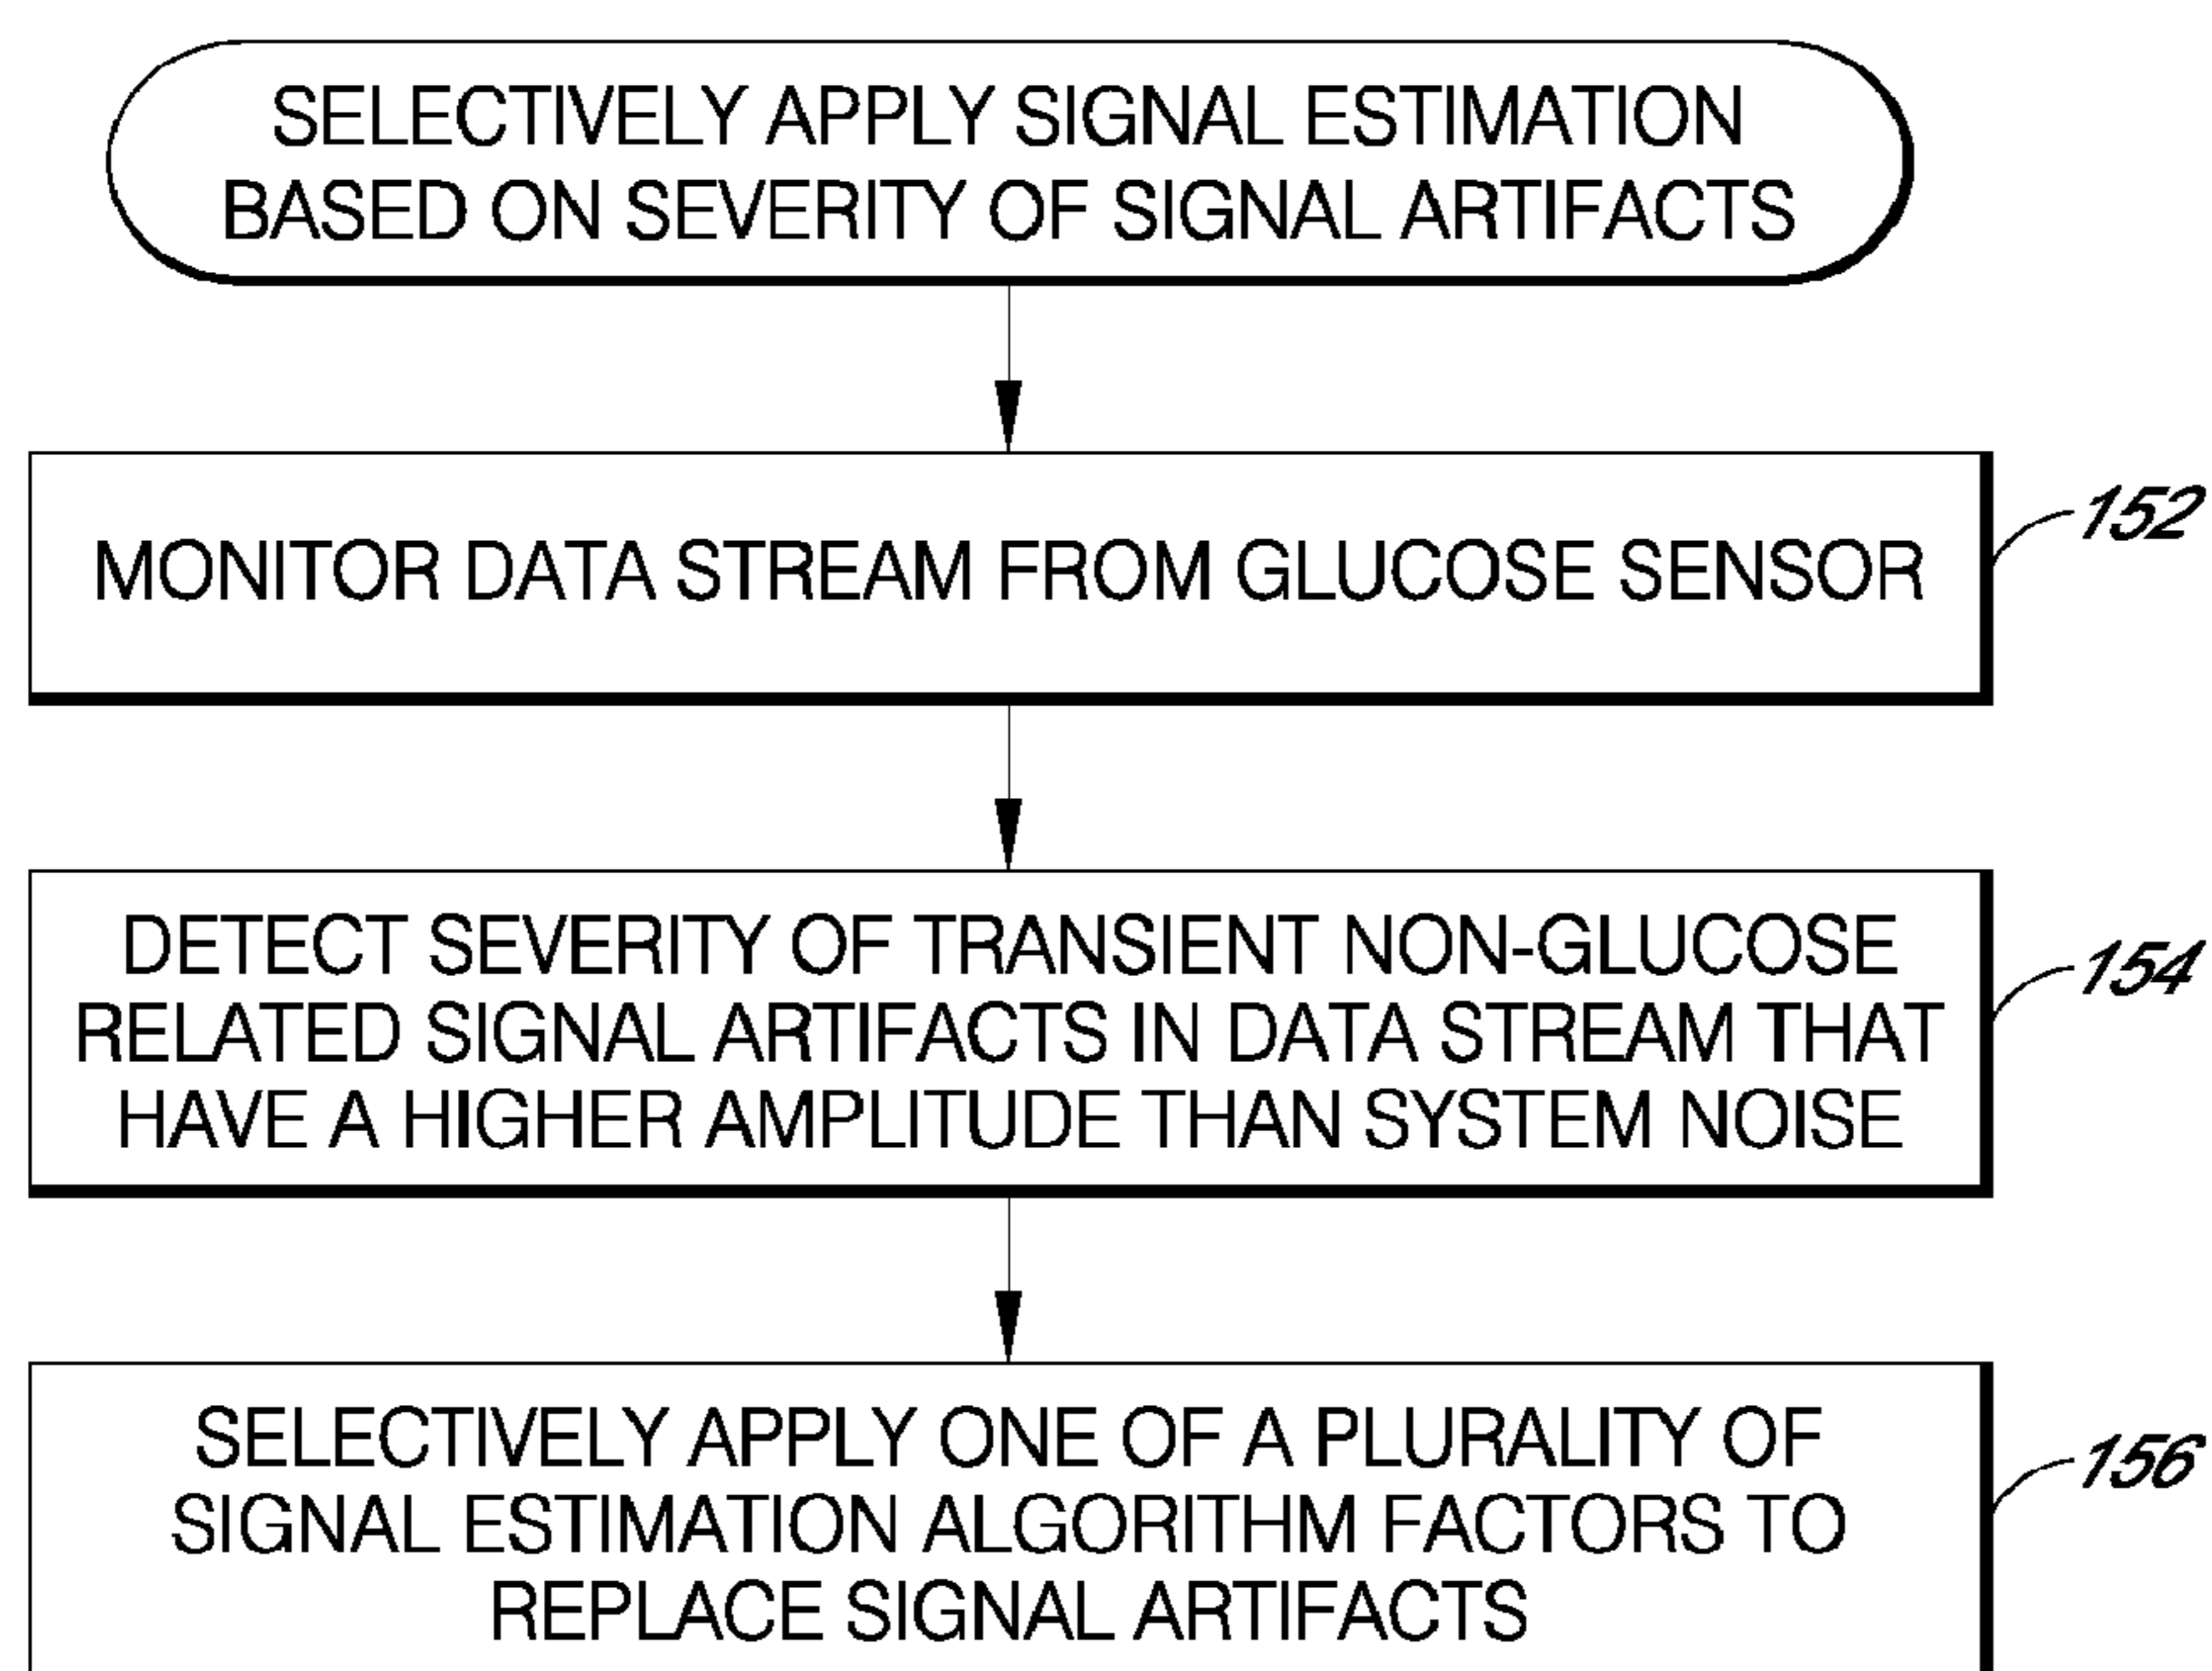 SELECTIVELY APPLY SIGNAL ESTIMATION
BASED ON SEVERITY OF SIGNAL ARTIFACTS
MONITOR DATA STREAM FROM GLUCOSE SENSOR
152
DETECT SEVERITY OF TRANSIENT NON-GLUCOSE
RELATED SIGNAL ARTIFACTS IN DATA STREAM THAT
HAVE A HIGHER AMPLITUDE THAN SYSTEM NOISE
154
SELECTIVELY APPLY ONE OF A PLURALITY OF
SIGNAL ESTIMATION ALGORITHM FACTORS TO
REPLACE SIGNAL ARTIFACTS
156